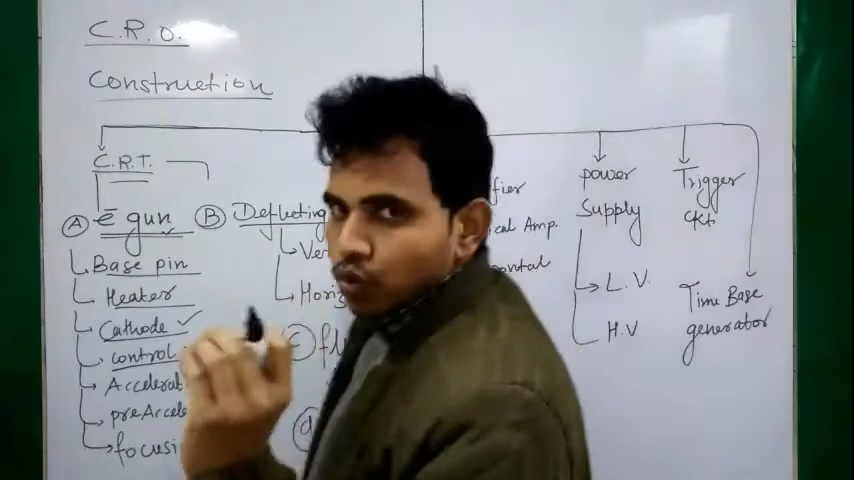 C.R.O.
Construction
C.R.T.
A ē gun
Base pin
Heater
Cathode ✓
control
Accelerat
preAccele
focusi
B Deflecting
Ver
Horiz
C fl
d
fier
cal Amp.
ontal
power
Supply
L.V.
H.V
Trigger
ckt
Time Base
generator